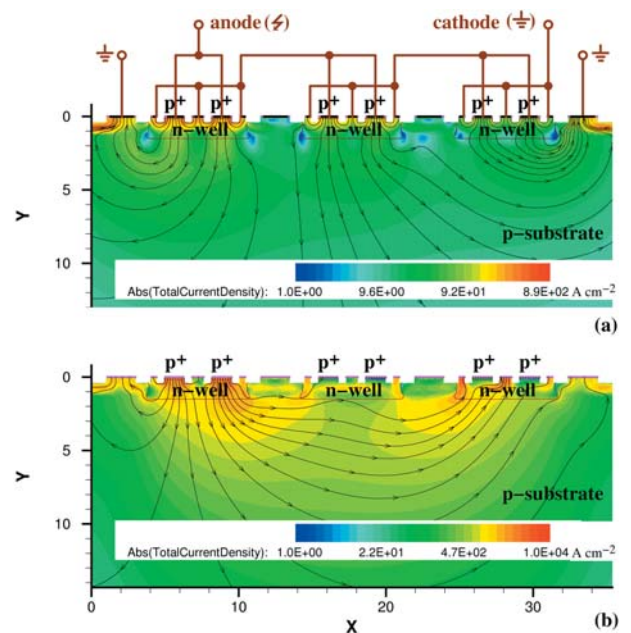 anode (⚡) cathode (⏚)
⏚ ⏚
p+ p+ p+ p+ p+ p+
0
n-well n-well n-well
5
Y
10
p-substrate
Abs(TotalCurrentDensity): 1.0E+00 9.6E+00 9.2E+01 8.9E+02 A cm⁻²
(a)
p+ p+ p+ p+ p+ p+
0
n-well n-well n-well
5
Y
10
p-substrate
Abs(TotalCurrentDensity): 1.0E+00 2.2E+01 4.7E+02 1.0E+04 A cm⁻²
0 10 20 30
X
(b)